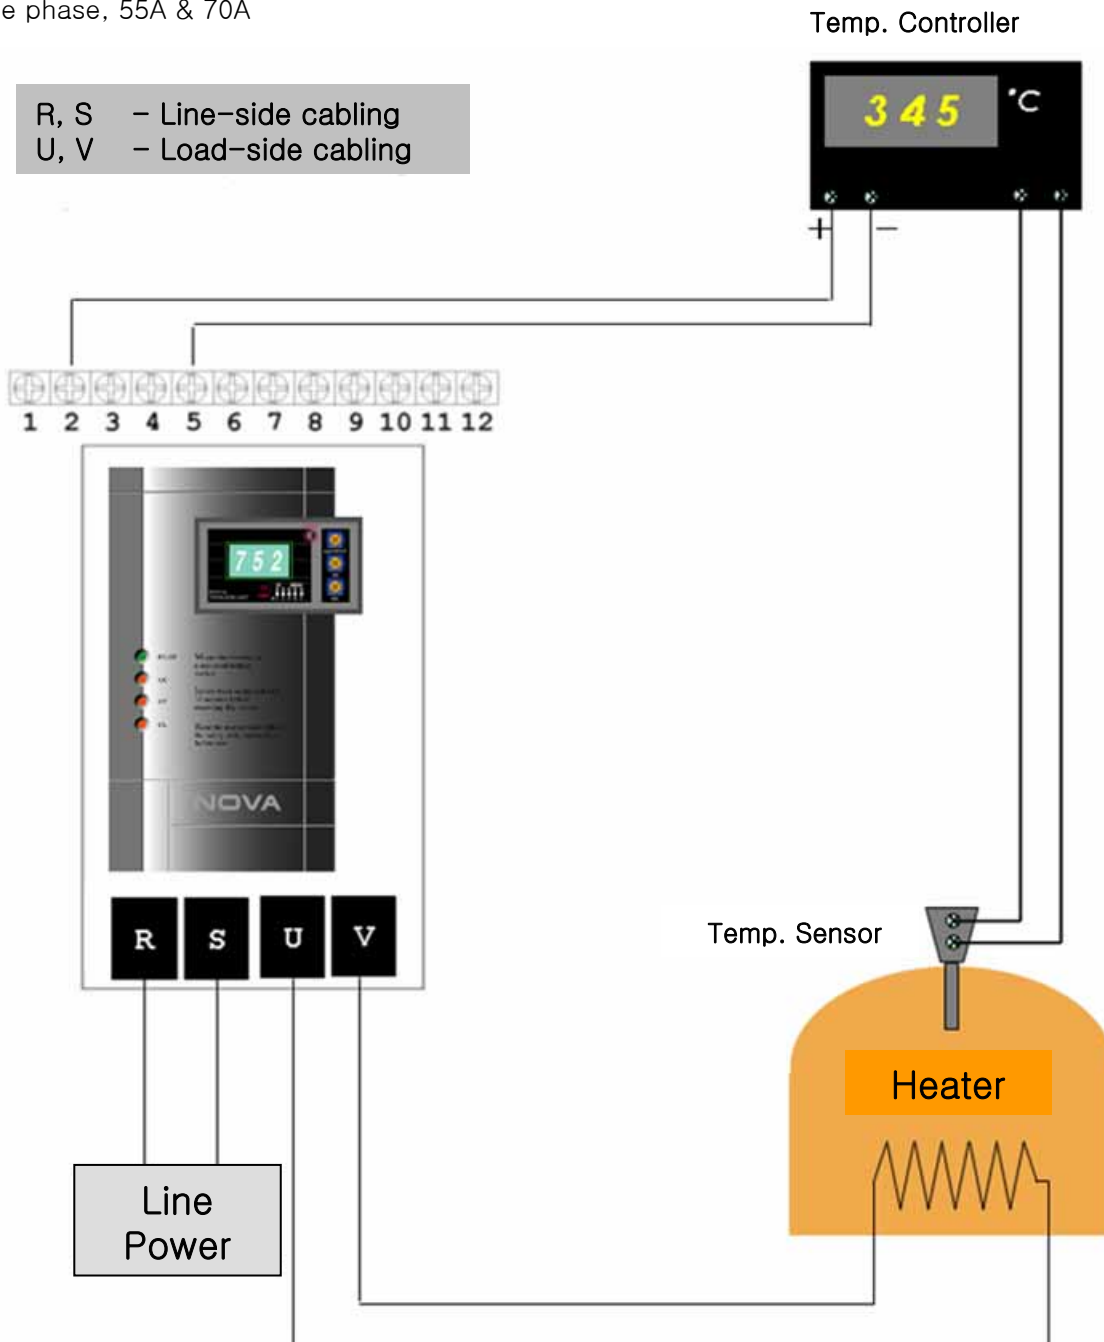 e phase, 55A & 70A
Temp. Controller
R, S - Line-side cabling
U, V - Load-side cabling
345 °C
+ -
1 2 3 4 5 6 7 8 9 10 11 12
752
NOVA
R S U V
Temp. Sensor
Heater
Line
Power